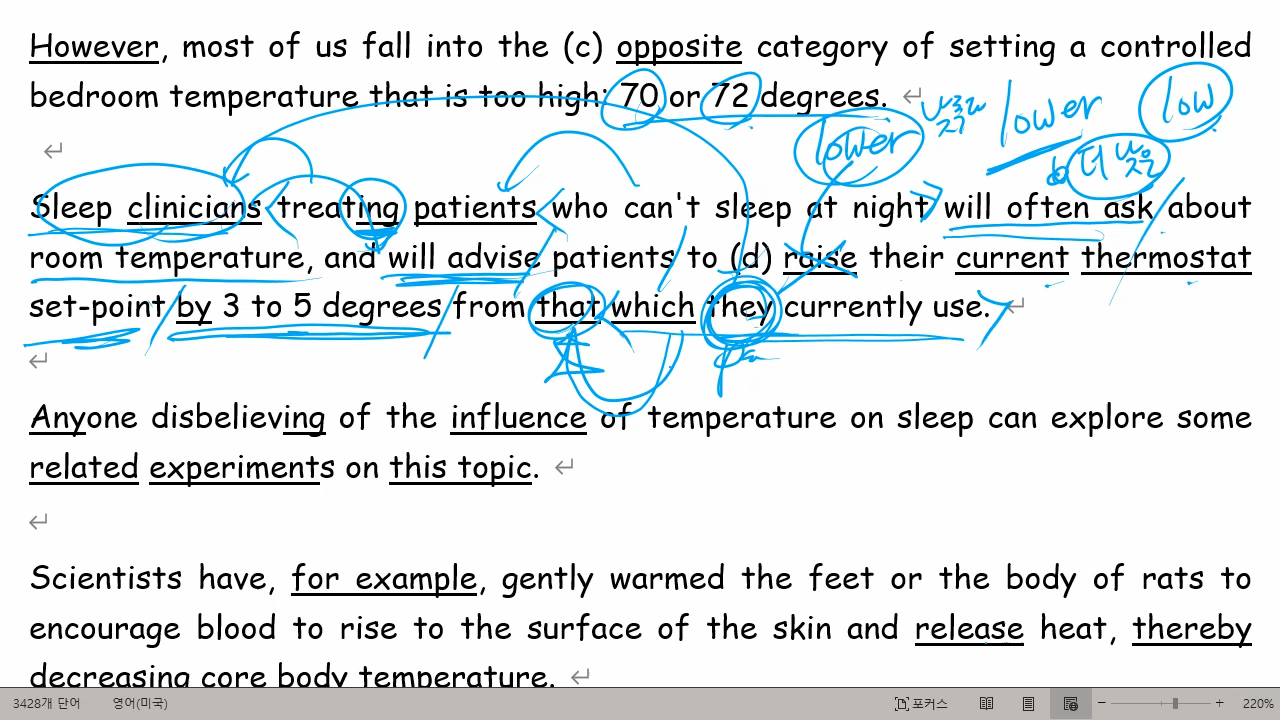 However, most of us fall into the (c) opposite category of setting a controlled
bedroom temperature that is too high: 70 or 72 degrees.
lower 낮추다 lower low
더 낮은
Sleep clinicians treating patients who can't sleep at night will often ask about
room temperature, and will advise patients to (d) raise their current thermostat
set-point by 3 to 5 degrees from that which they currently use.
Anyone disbelieving of the influence of temperature on sleep can explore some
related experiments on this topic.
Scientists have, for example, gently warmed the feet or the body of rats to
encourage blood to rise to the surface of the skin and release heat, thereby
decreasing core body temperature.
3428개 단어 영어(미국) 포커스 220%